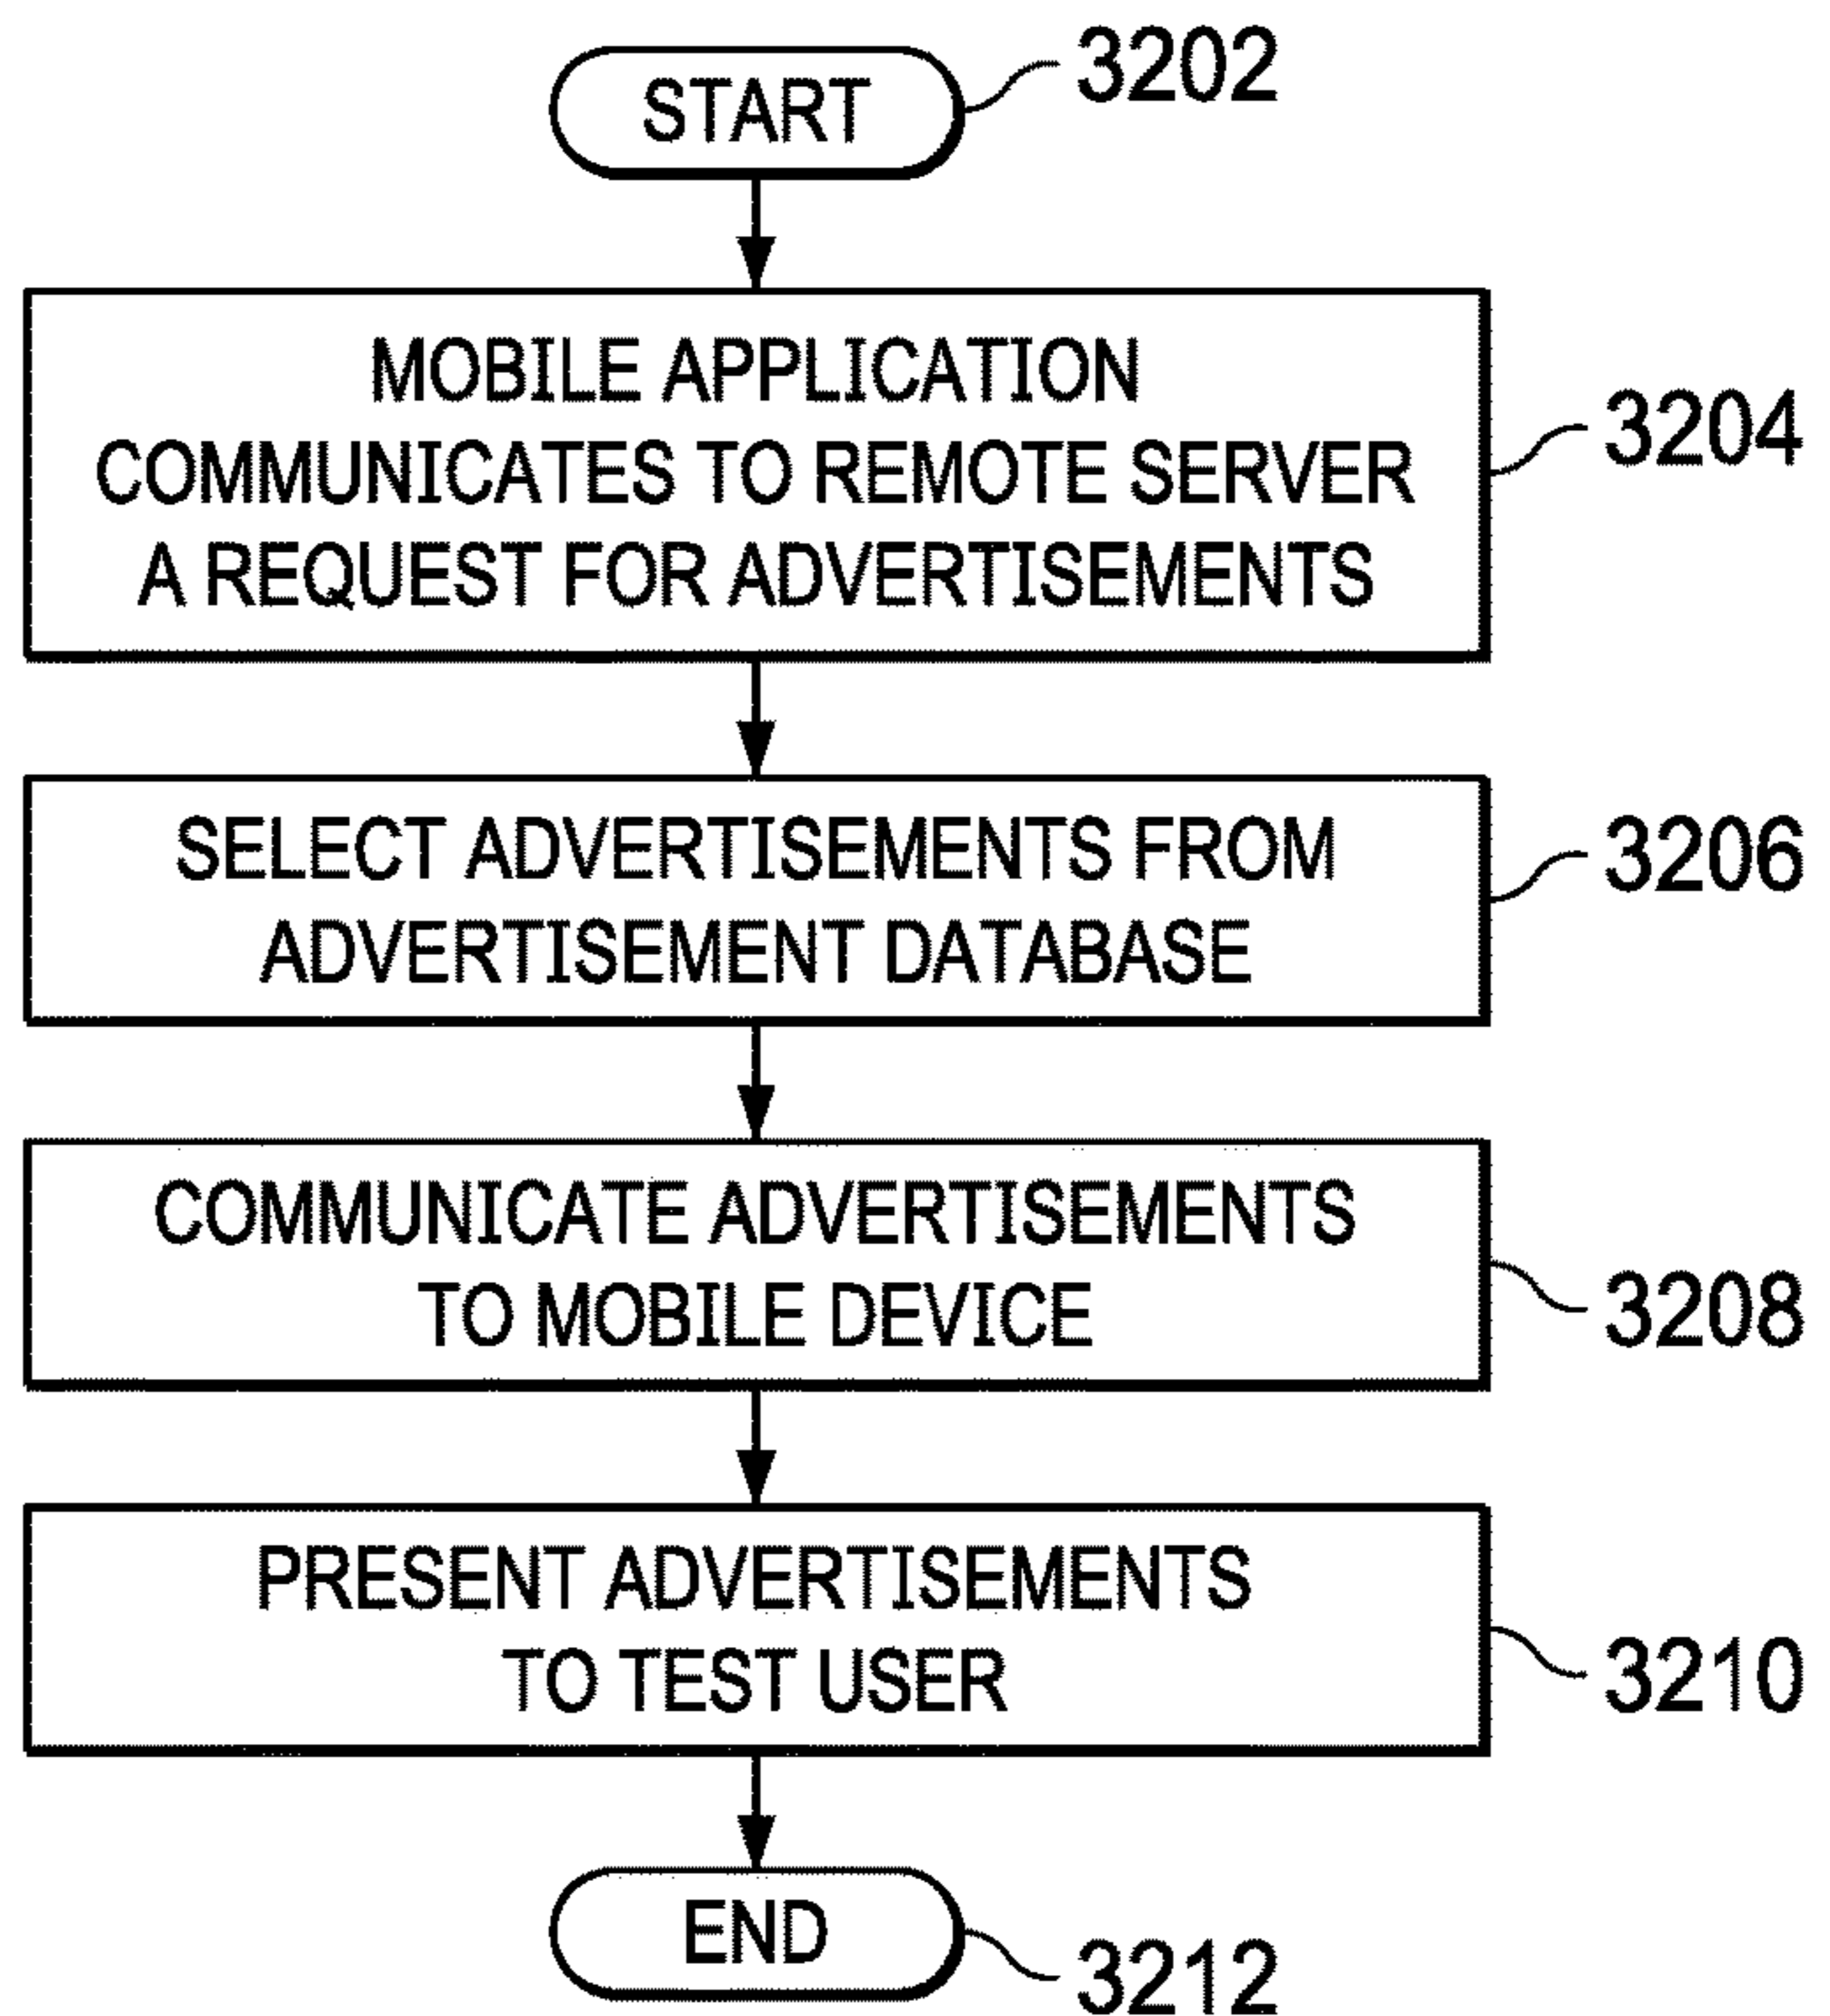 START
3202
MOBILE APPLICATION
COMMUNICATES TO REMOTE SERVER
A REQUEST FOR ADVERTISEMENTS
3204
SELECT ADVERTISEMENTS FROM
ADVERTISEMENT DATABASE
3206
COMMUNICATE ADVERTISEMENTS
TO MOBILE DEVICE
3208
PRESENT ADVERTISEMENTS
TO TEST USER
3210
END
3212